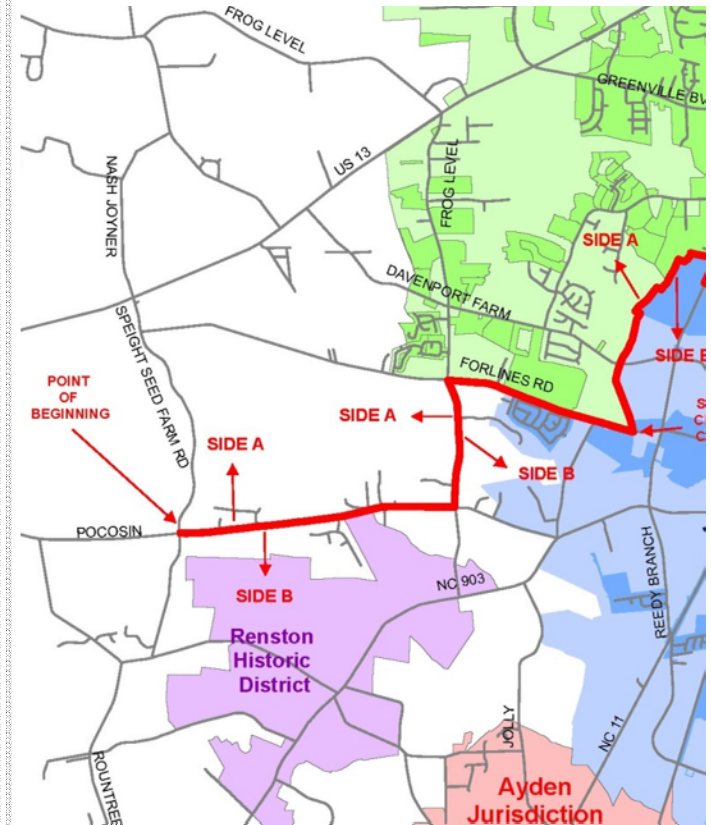 FROG LEVEL
GREENVILLE BV
US 13
FROG LEVEL
NASH JOYNER
SIDE A
DAVENPORT FARM
SPEIGHT SEED FARM RD
SIDE B
FORLINES RD
POINT
OF
BEGINNING
SIDE A
SIDE A
SIDE B
POCOSIN
SIDE B
NC 903
REEDY BRANCH
Renston
Historic
District
JOLLY
NC 11
ROUNTREE
Ayden
Jurisdiction